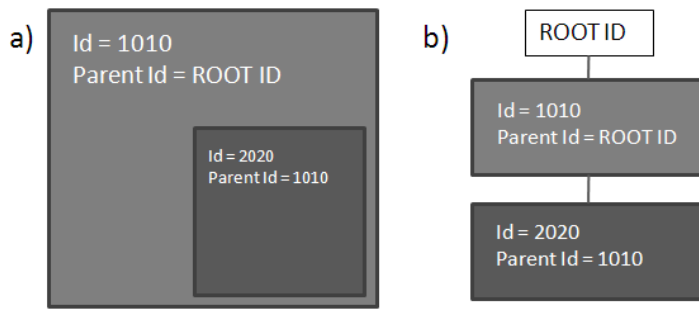 a)
Id = 1010
Parent Id = ROOT ID
Id = 2020
Parent Id = 1010
b)
ROOT ID
Id = 1010
Parent Id = ROOT ID
Id = 2020
Parent Id = 1010